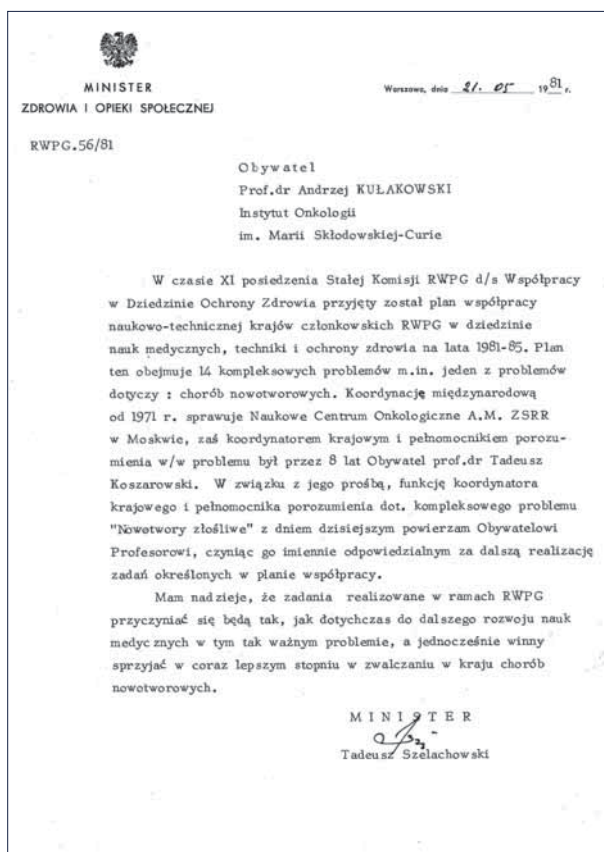 MINISTER
ZDROWIA I OPIEKI SPOŁECZNEJ
Warszawa, dnia 21. 05 1981 r.
RWPG.56/81
Obywatel
Prof.dr Andrzej KUŁAKOWSKI
Instytut Onkologii
im. Marii Skłodowskiej-Curie
W czasie XI posiedzenia Stałej Komisji RWPG d/s Współpracy
w Dziedzinie Ochrony Zdrowia przyjęty został plan współpracy
naukowo-technicznej krajów członkowskich RWPG w dziedzinie
nauk medycznych, techniki i ochrony zdrowia na lata 1981-85. Plan
ten obejmuje 14 kompleksowych problemów m.in. jeden z problemów
dotyczy : chorób nowotworowych. Koordynację międzynarodową
od 1971 r. sprawuje Naukowe Centrum Onkologiczne A.M. ZSRR
w Moskwie, zaś koordynatorem krajowym i pełnomocnikiem porozu-
mienia w/w problemu był przez 8 lat Obywatel prof.dr Tadeusz
Koszarowski. W związku z jego prośbą, funkcję koordynatora
krajowego i pełnomocnika porozumienia dot. kompleksowego problemu
"Nowotwory złośliwe" z dniem dzisiejszym powierzam Obywatelowi
Profesorowi, czyniąc go imiennie odpowiedzialnym za dalszą realizację
zadań określonych w planie współpracy.
Mam nadzieje, że zadania realizowane w ramach RWPG
przyczyniać się będą tak, jak dotychczas do dalszego rozwoju nauk
medycznych w tym tak ważnym problemie, a jednocześnie winny
sprzyjać w coraz lepszym stopniu w zwalczaniu w kraju chorób
nowotworowych.
MINISTER
Tadeusz Szelachowski